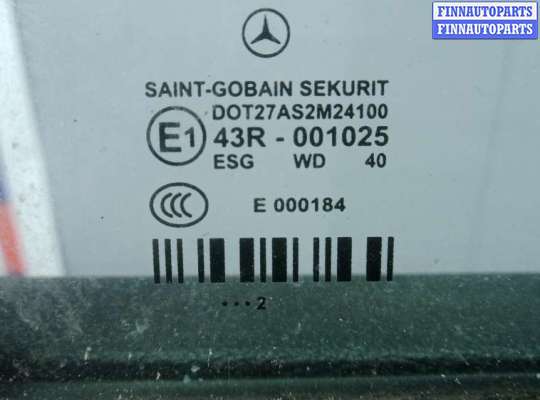 FINNAUTOPARTS
FINNAUTOPARTS
SAINT-GOBAIN SEKURIT
DOT27AS2M24100
E1 43R - 001025
ESG WD 40
CCC E 000184
•••2